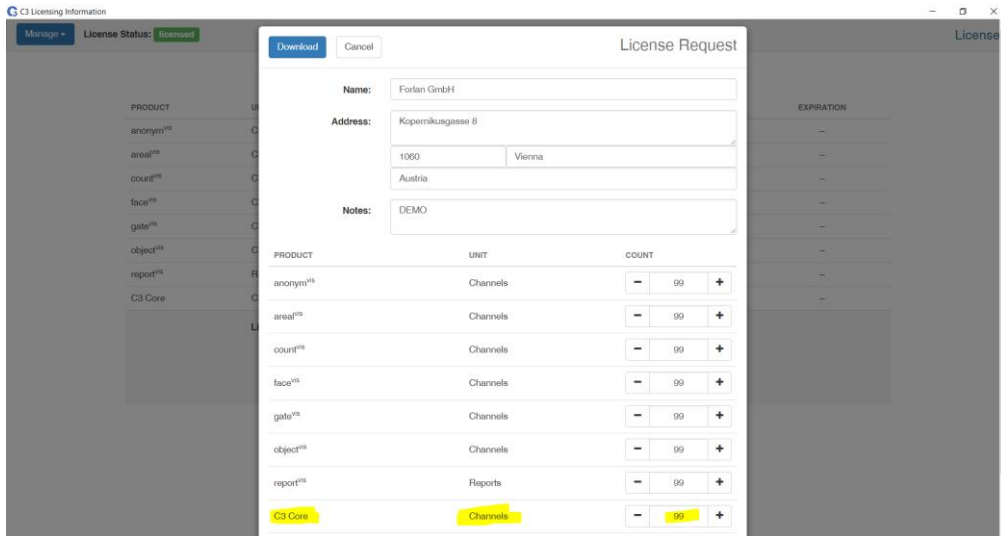 C3 Licensing Information
Manage License Status: licensed License
Download Cancel License Request
Name: Forlan GmbH
Address: Kopernikusgasse 8
1060 Vienna
Austria
Notes: DEMO
PRODUCT EXPIRATION
anonymvis –
arealvis –
countvis –
facevis –
gatevis –
objectvis –
reportvis –
C3 Core –
PRODUCT UNIT COUNT
anonymvis Channels − 99 +
arealvis Channels − 99 +
countvis Channels − 99 +
facevis Channels − 99 +
gatevis Channels − 99 +
objectvis Channels − 99 +
reportvis Reports − 99 +
C3 Core Channels − 99 +